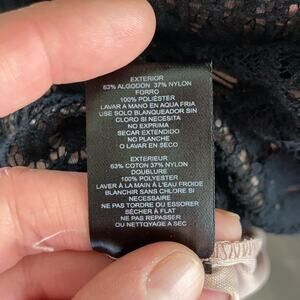 EXTERIOR
63% ALGODON 37% NYLON
FORRO
100% POLIÉSTER
LAVAR A MANO EN AQUA FRIA
USE SOLO BLANQUEADOR SIN
CLORO SI NECESITA
NO EXPRIMA
SECAR EXTENDIDO
NO PLANCHE
O LAVAR EN SECO
EXTERIEUR
63% COTON 37% NYLON
DOUBLURE
100% POLYESTER
LAVER À LA MAIN À L'EAU FROIDE
BLANCHIR SANS CHLORE SI
NÉCESSAIRE
NE PAS TORDRE OU ESSORER
SÉCHER À PLAT
NE PAS REPASSER
OU NETTOYAGE A SEC